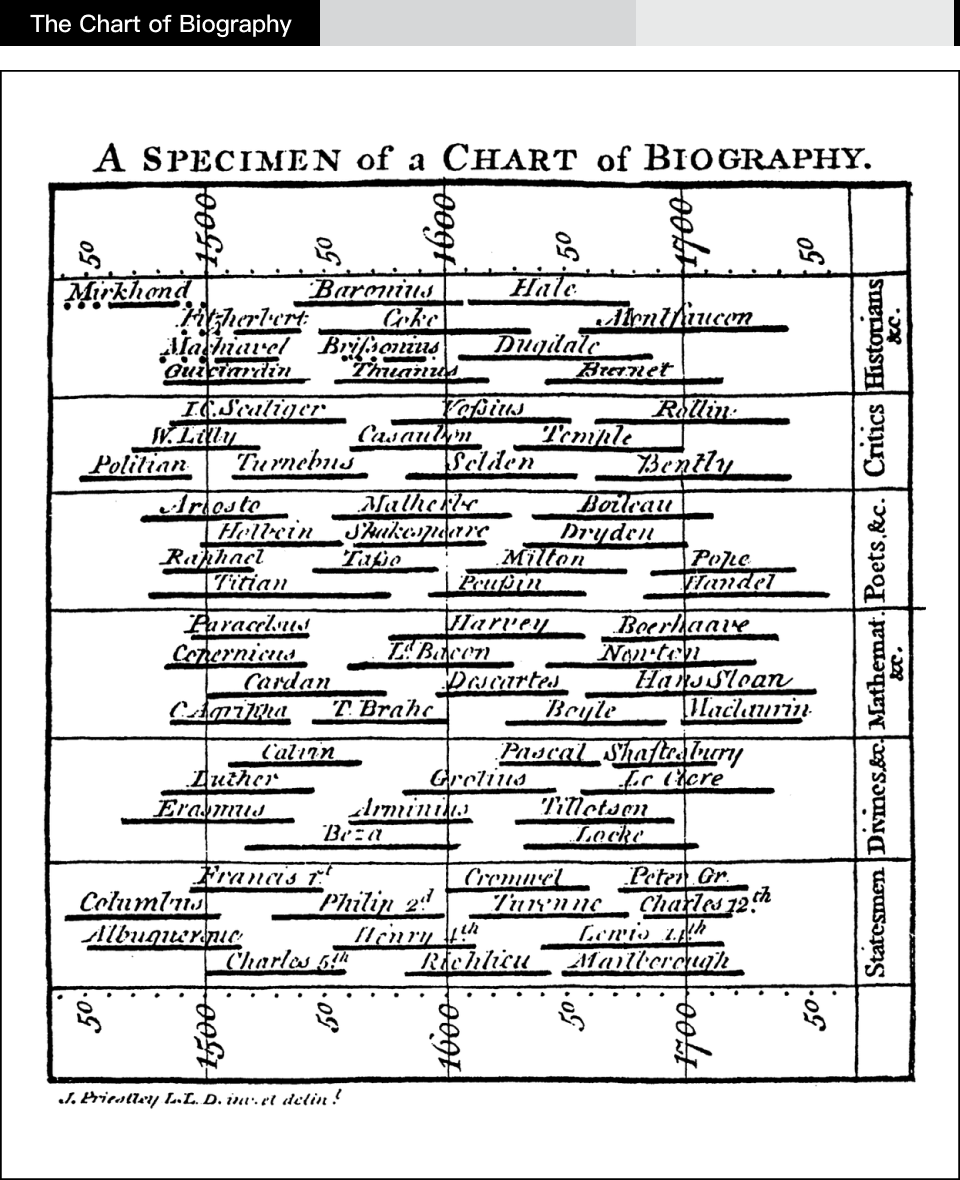 The Chart of Biography
A SPECIMEN of a CHART of BIOGRAPHY.
50 1500 50 1600 50 1700 50
Mirkhond Baronius Hale
Fitzherbert Coke Montfaucon
Machiavel Brissonius Dugdale
Guiciardin Thuanus Burnet
Historians &c.
I.C.Scaliger Vossius Rollin
W. Lilly Casaubon Temple
Politian Turnebus Selden Bently
Critics
Ariosto Malherbe Boileau
Holbein Shakespeare Dryden
Raphael Tasso Milton Pope
Titian Poussin Handel
Poets,&c.
Paracelsus Harvey Boerhaave
Copernicus Ld. Bacon Newton
Cardan Descartes Hans Sloan
C.Agrippa T. Brahe Boyle Maclaurin
Mathemat. &c.
Calvin Pascal Shaftesbury
Luther Grotius Le Clere
Erasmus Arminius Tillotson
Beza Locke
Divines,&c.
Francis 1st Cromwel Peter Gr.
Columbus Philip 2d Turenne Charles 12.th
Albuquerque Henry 4th Lewis 14th
Charles 5th Richlieu Marlborough
Statesmen
50 1500 50 1600 50 1700 50
J. Priestley L.L.D. inv. et delin.t